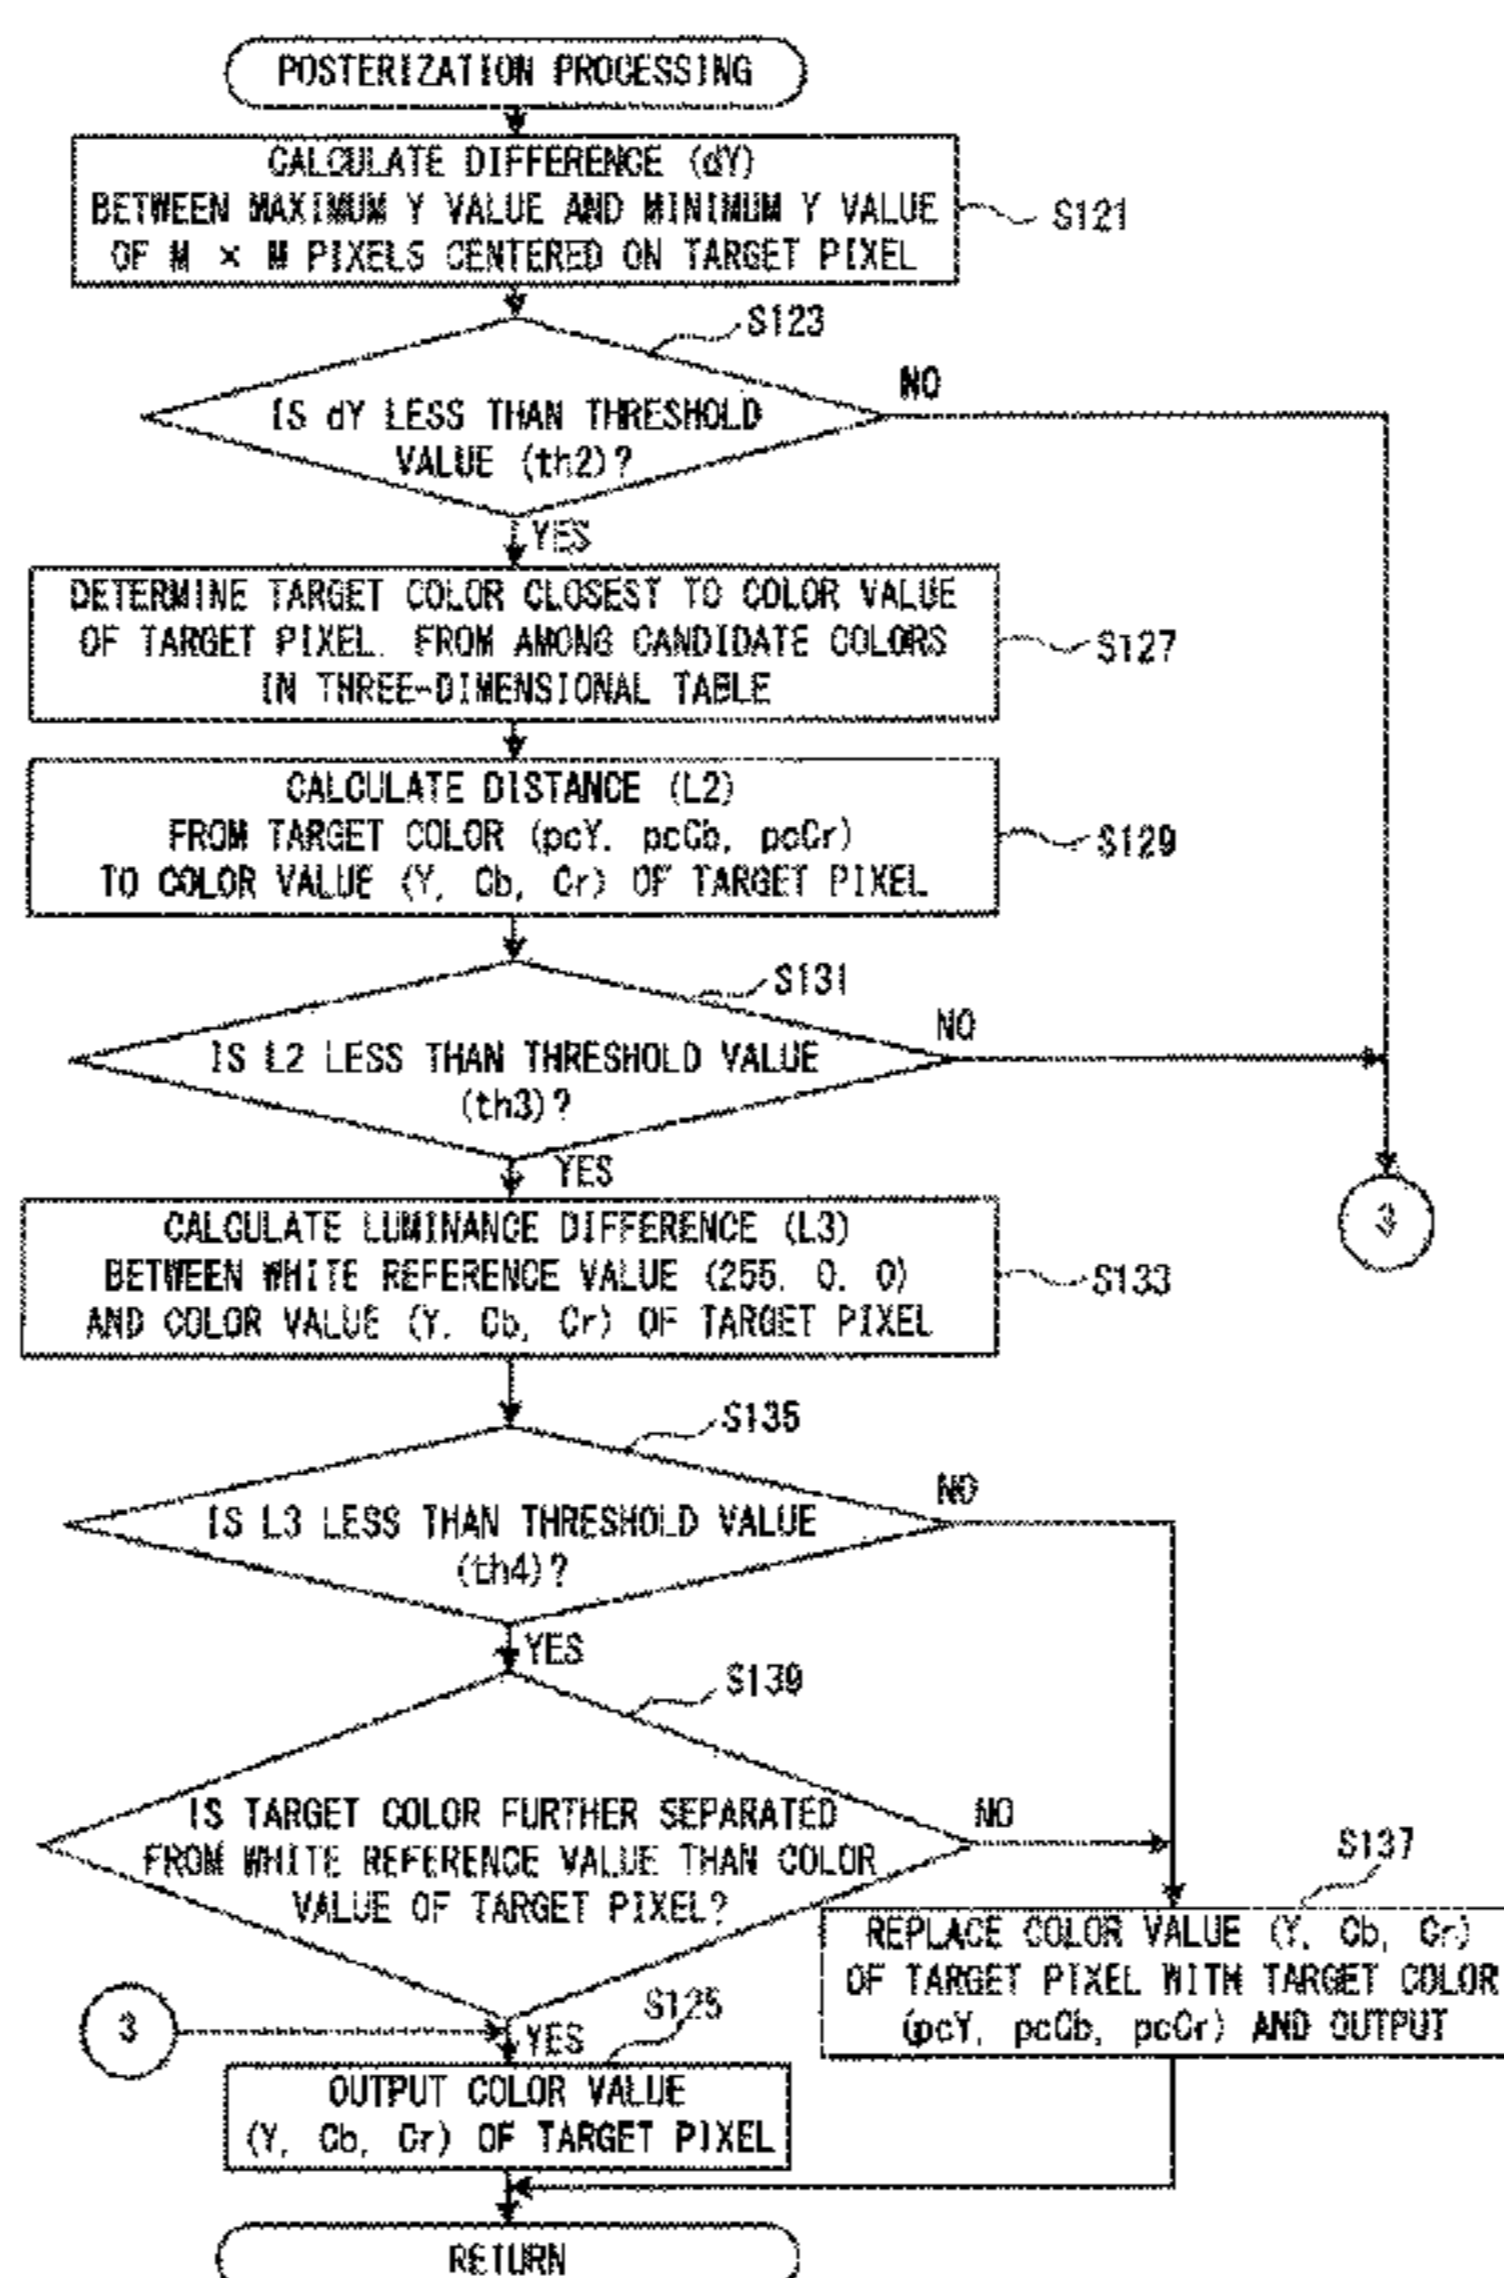 POSTERIZATION PROCESSING
CALCULATE DIFFERENCE (dY)
BETWEEN MAXIMUM Y VALUE AND MINIMUM Y VALUE
OF M × M PIXELS CENTERED ON TARGET PIXEL
S121
S123
NO
IS dY LESS THAN THRESHOLD
VALUE (th2)?
YES
DETERMINE TARGET COLOR CLOSEST TO COLOR VALUE
OF TARGET PIXEL. FROM AMONG CANDIDATE COLORS
IN THREE-DIMENSIONAL TABLE
S127
CALCULATE DISTANCE (L2)
FROM TARGET COLOR (pcY, pcCb, pcCr)
TO COLOR VALUE (Y, Cb, Cr) OF TARGET PIXEL
S129
S131
NO
IS L2 LESS THAN THRESHOLD VALUE
(th3)?
YES
3
CALCULATE LUMINANCE DIFFERENCE (L3)
BETWEEN WHITE REFERENCE VALUE (255, 0, 0)
AND COLOR VALUE (Y, Cb, Cr) OF TARGET PIXEL
S133
S135
NO
IS L3 LESS THAN THRESHOLD VALUE
(th4)?
YES
S139
IS TARGET COLOR FURTHER SEPARATED
FROM WHITE REFERENCE VALUE THAN COLOR
VALUE OF TARGET PIXEL?
NO
S137
REPLACE COLOR VALUE (Y, Cb, Cr)
OF TARGET PIXEL WITH TARGET COLOR
(pcY, pcCb, pcCr) AND OUTPUT
3
YES
S125
OUTPUT COLOR VALUE
(Y, Cb, Cr) OF TARGET PIXEL
RETURN